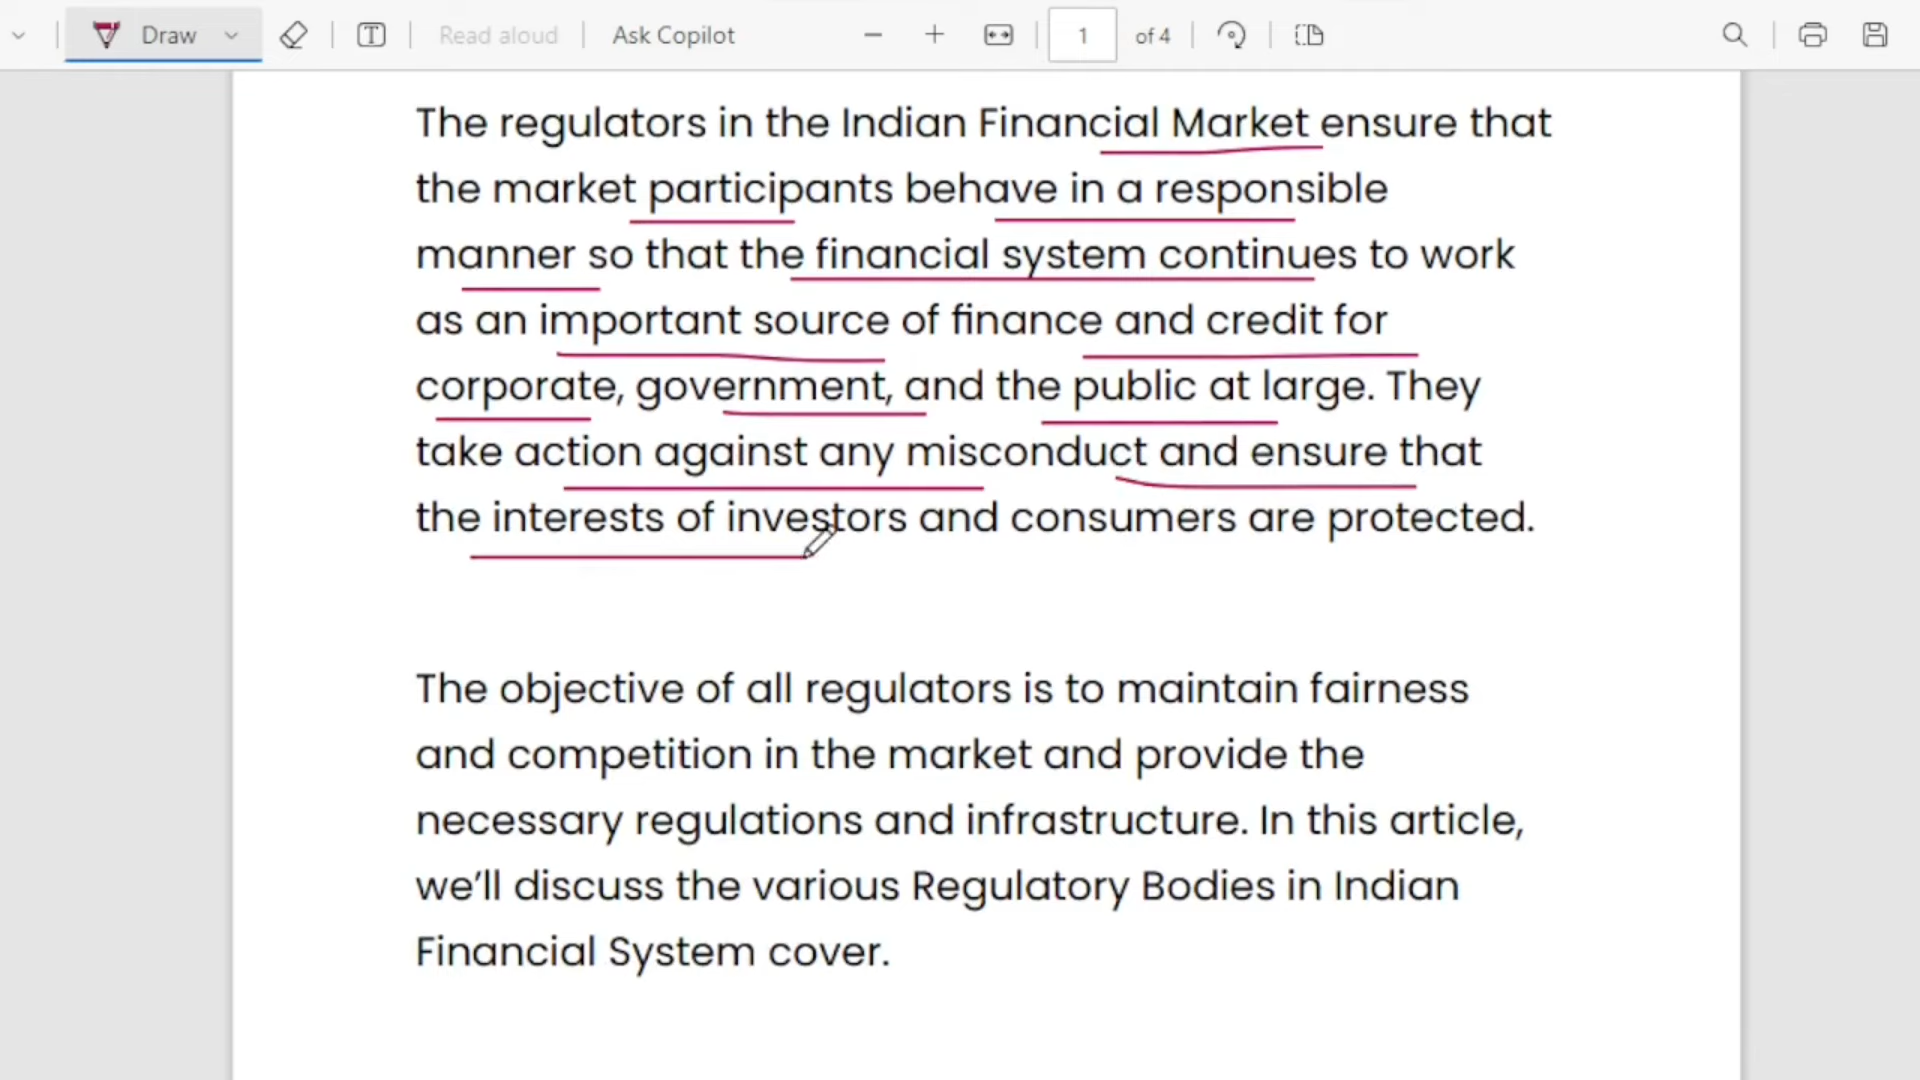 Draw
Read aloud
Ask Copilot
1
of 4
The regulators in the Indian Financial Market ensure that
the market participants behave in a responsible
manner so that the financial system continues to work
as an important source of finance and credit for
corporate, government, and the public at large. They
take action against any misconduct and ensure that
the interests of investors and consumers are protected.
The objective of all regulators is to maintain fairness
and competition in the market and provide the
necessary regulations and infrastructure. In this article,
we’ll discuss the various Regulatory Bodies in Indian
Financial System cover.